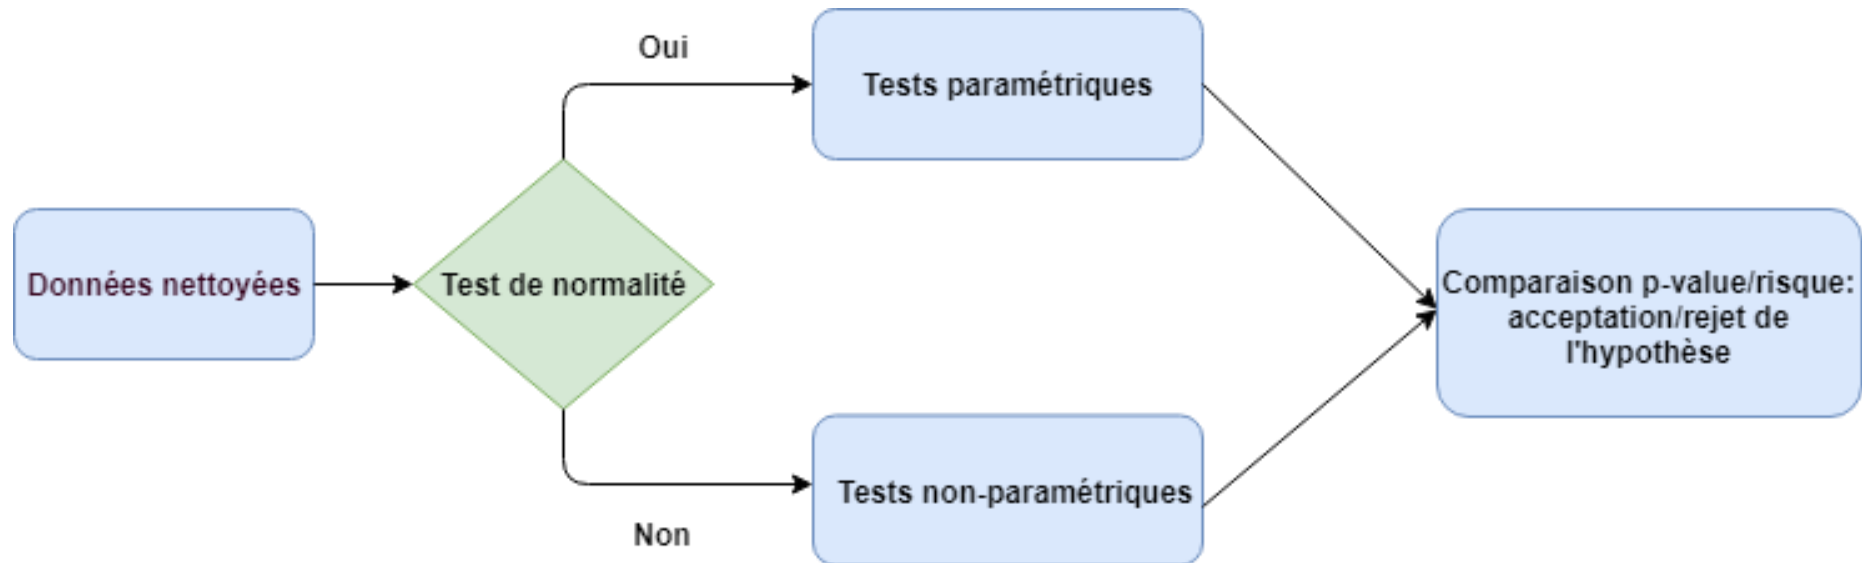 Oui
Tests paramétriques
Données nettoyées
Test de normalité
Comparaison p-value/risque:
acceptation/rejet de
l'hypothèse
Tests non-paramétriques
Non